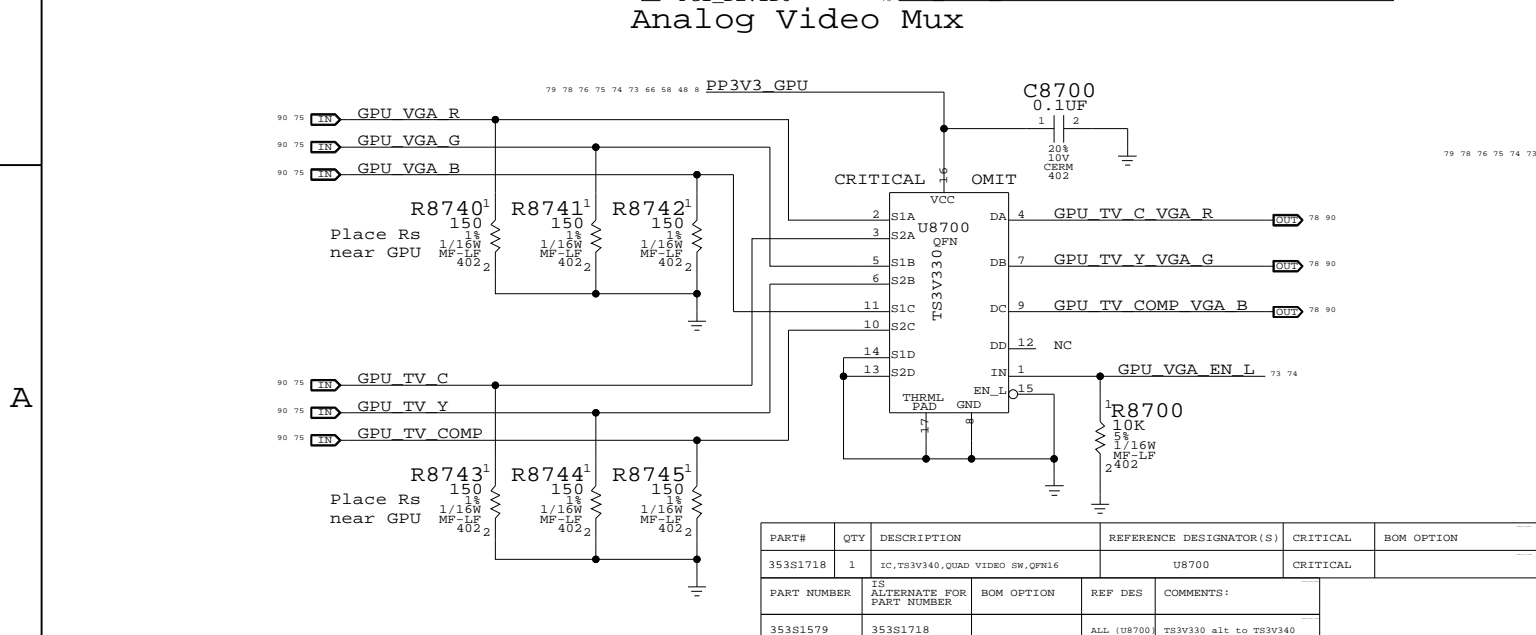 Analog Video Mux
79 78 76 75 74 73 66 58 48 8 PP3V3_GPU
C8700
0.1UF
1 2
20%
10V
CERM
402
90 75 IN GPU_VGA_R
90 75 IN GPU_VGA_G
90 75 IN GPU_VGA_B
79 78 76 75 74 73
CRITICAL 16 OMIT
VCC
R8740 1 R8741 1 R8742 1
150 150 150
Place Rs 1% 1% 1%
near GPU 1/16W 1/16W 1/16W
MF-LF MF-LF MF-LF
402 2 402 2 402 2
U8700
QFN
TS3V330
2 S1A DA 4 GPU_TV_C_VGA_R OUT 78 90
3 S2A
5 S1B DB 7 GPU_TV_Y_VGA_G OUT 78 90
6 S2B
11 S1C DC 9 GPU_TV_COMP_VGA_B OUT 78 90
10 S2C
DD 12 NC
14 S1D
13 S2D IN 1 GPU_VGA_EN_L 73 74
EN_L 15
THRML PAD GND
17 8
A
90 75 IN GPU_TV_C
90 75 IN GPU_TV_Y
90 75 IN GPU_TV_COMP
1 R8700
10K
5%
1/16W
MF-LF
2 402
R8743 1 R8744 1 R8745 1
150 150 150
Place Rs 1% 1% 1%
near GPU 1/16W 1/16W 1/16W
MF-LF MF-LF MF-LF
402 2 402 2 402 2
PART# QTY DESCRIPTION REFERENCE DESIGNATOR(S) CRITICAL BOM OPTION
353S1718 1 IC,TS3V340,QUAD VIDEO SW,QFN16 U8700 CRITICAL
PART NUMBER IS ALTERNATE FOR PART NUMBER BOM OPTION REF DES COMMENTS:
353S1579 353S1718 ALL (U8700) TS3V330 alt to TS3V340